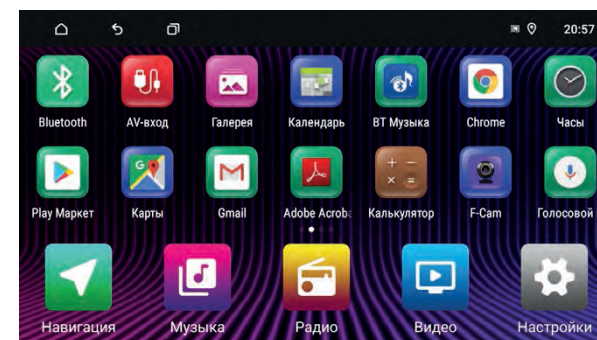 20:57
Bluetooth AV-вход Галерея Календарь BT Музыка Chrome Часы
Play Маркет Карты Gmail Adobe Acroba Калькулятор F-Cam Голосовой
Навигация Музыка Радио Видео Настройки